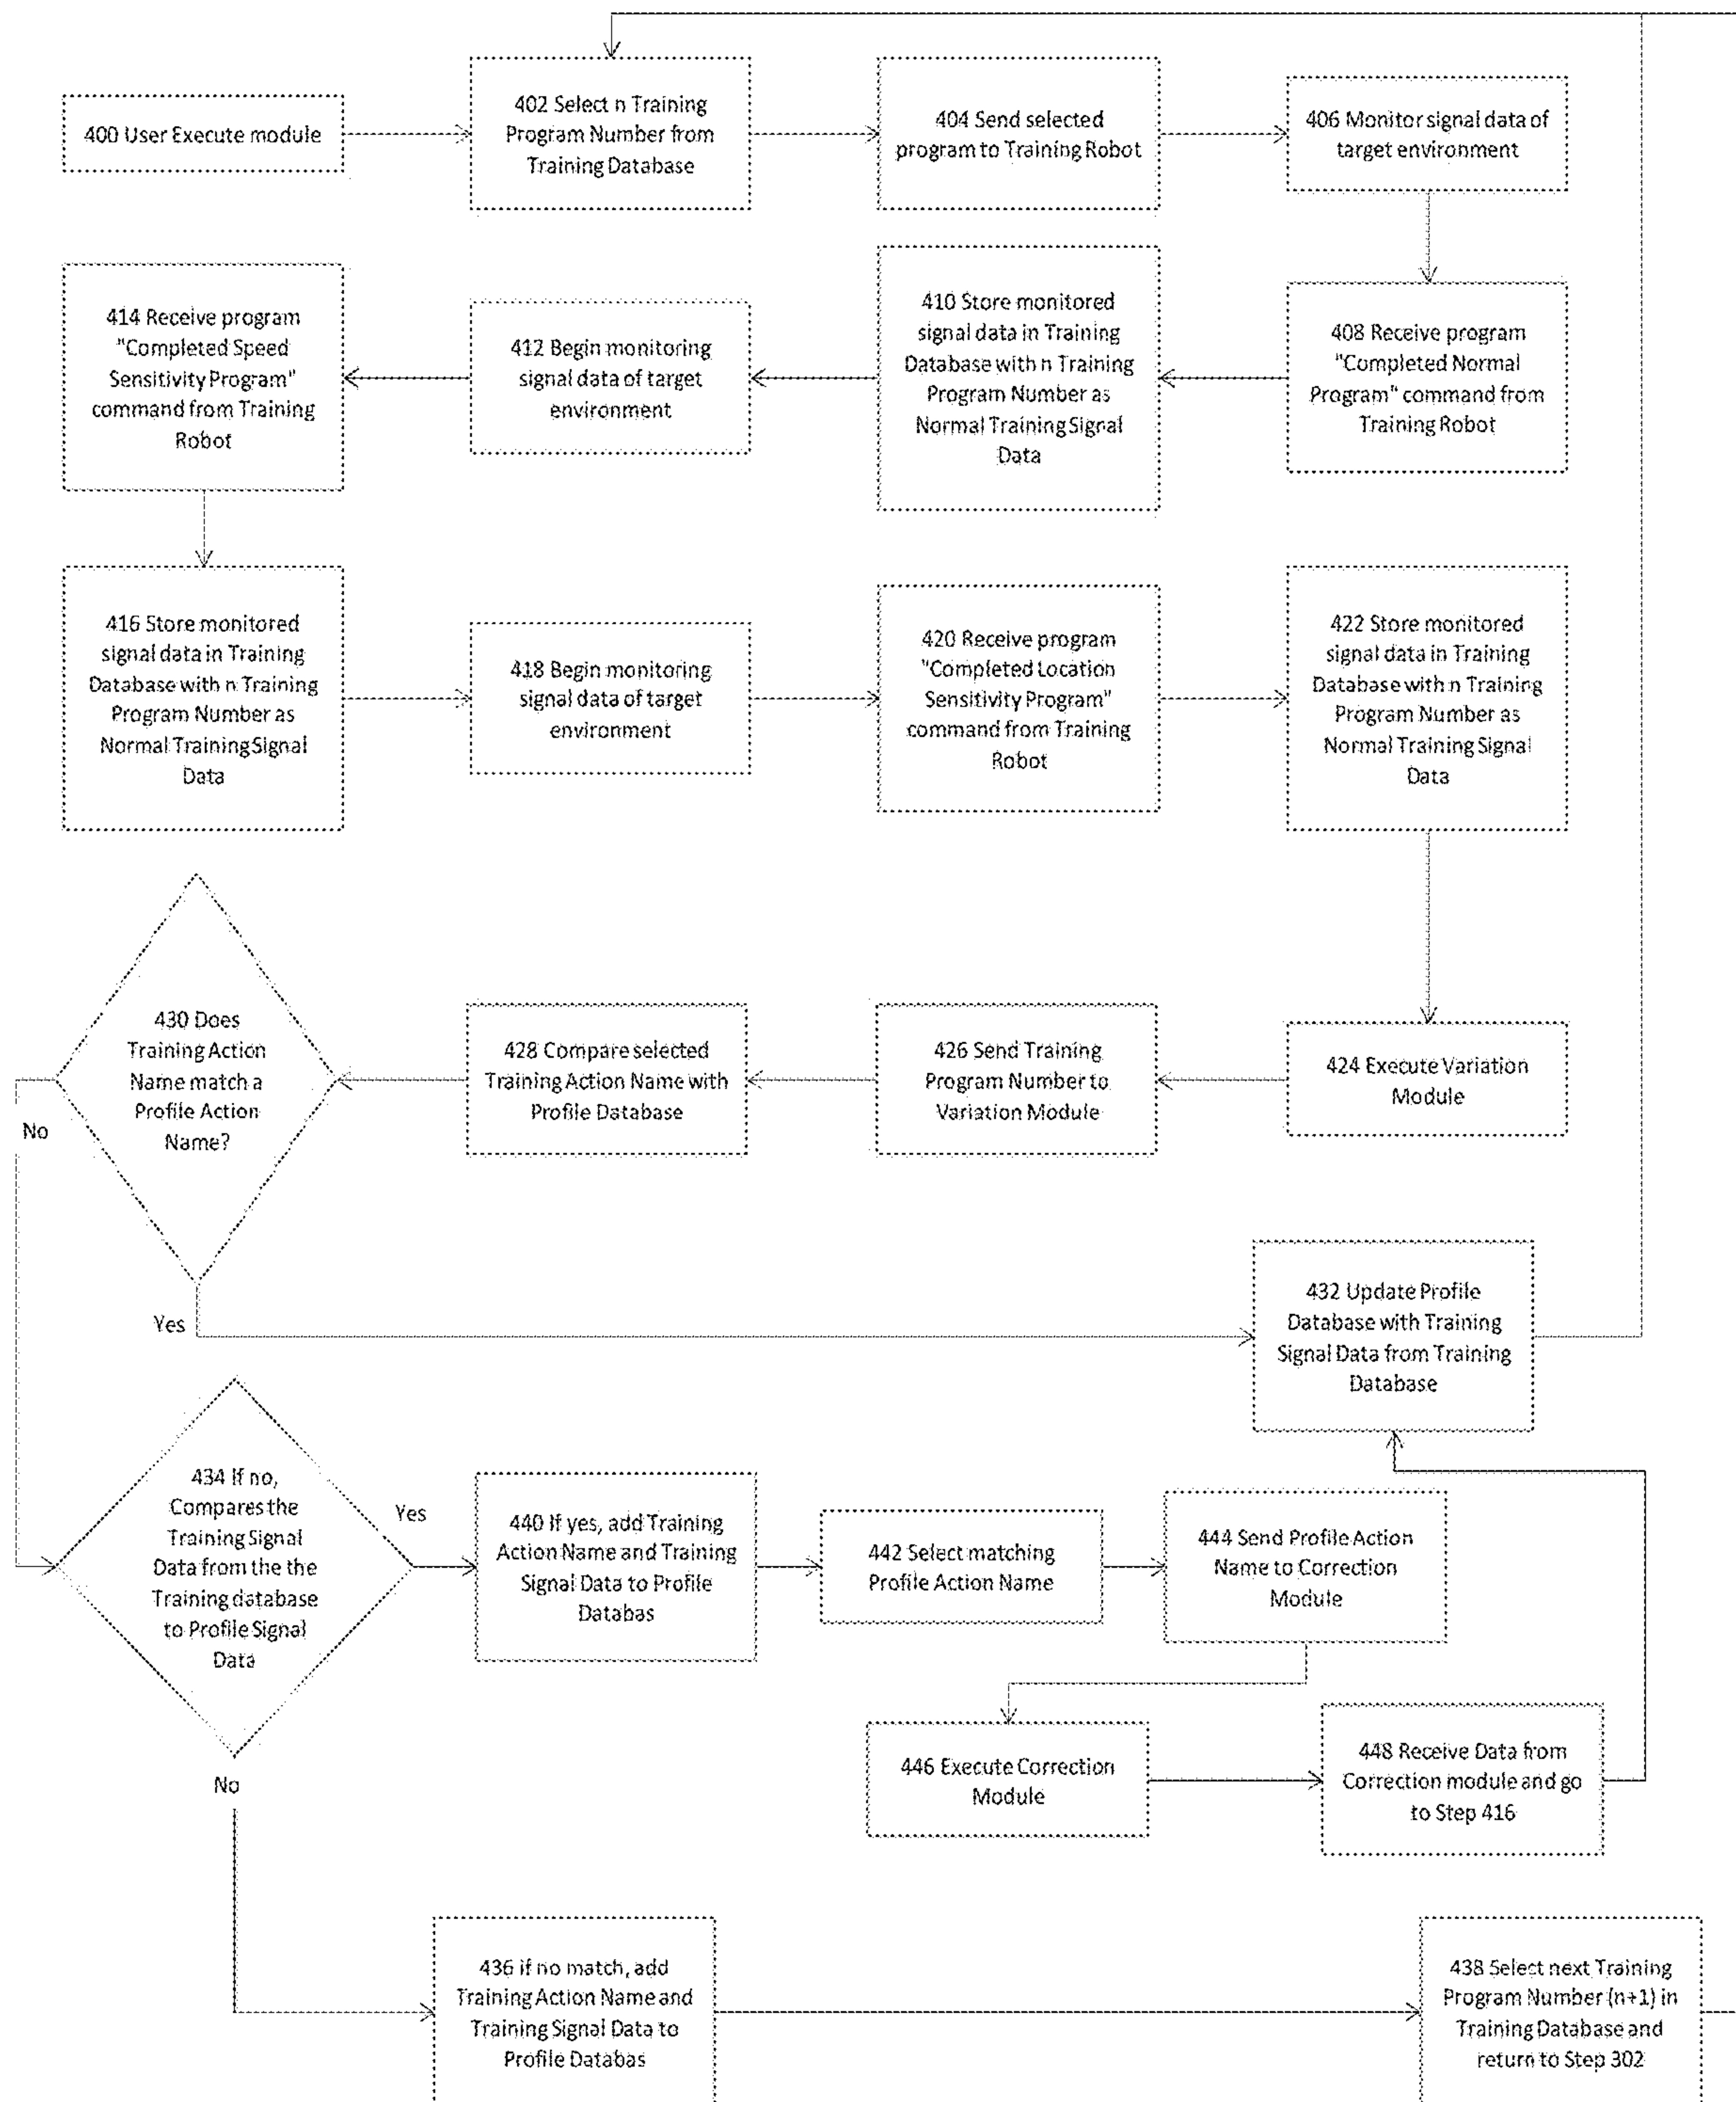 400 User Execute module
402 Select n Training
Program Number from
Training Database
404 Send selected
program to Training Robot
406 Monitor signal data of
target environment
414 Receive program
"Completed Speed
Sensitivity Program"
command from Training
Robot
412 Begin monitoring
signal data of target
environment
410 Store monitored
signal data in Training
Database with n Training
Program Number as
Normal Training Signal
Data
408 Receive program
"Completed Normal
Program" command from
Training Robot
416 Store monitored
signal data in Training
Database with n Training
Program Number as
Normal Training Signal
Data
418 Begin monitoring
signal data of target
environment
420 Receive program
"Completed Location
Sensitivity Program"
command from Training
Robot
422 Store monitored
signal data in Training
Database with n Training
Program Number as
Normal Training Signal
Data
430 Does
Training Action
Name match a
Profile Action
Name?
428 Compare selected
Training Action Name with
Profile Database
426 Send Training
Program Number to
Variation Module
424 Execute Variation
Module
No
Yes
432 Update Profile
Database with Training
Signal Data from Training
Database
434 If no,
Compares the
Training Signal
Data from the the
Training database
to Profile Signal
Data
Yes
440 If yes, add Training
Action Name and Training
Signal Data to Profile
Databas
442 Select matching
Profile Action Name
444 Send Profile Action
Name to Correction
Module
446 Execute Correction
Module
448 Receive Data from
Correction module and go
to Step 416
No
436 if no match, add
Training Action Name and
Training Signal Data to
Profile Databas
438 Select next Training
Program Number (n+1) in
Training Database and
return to Step 302